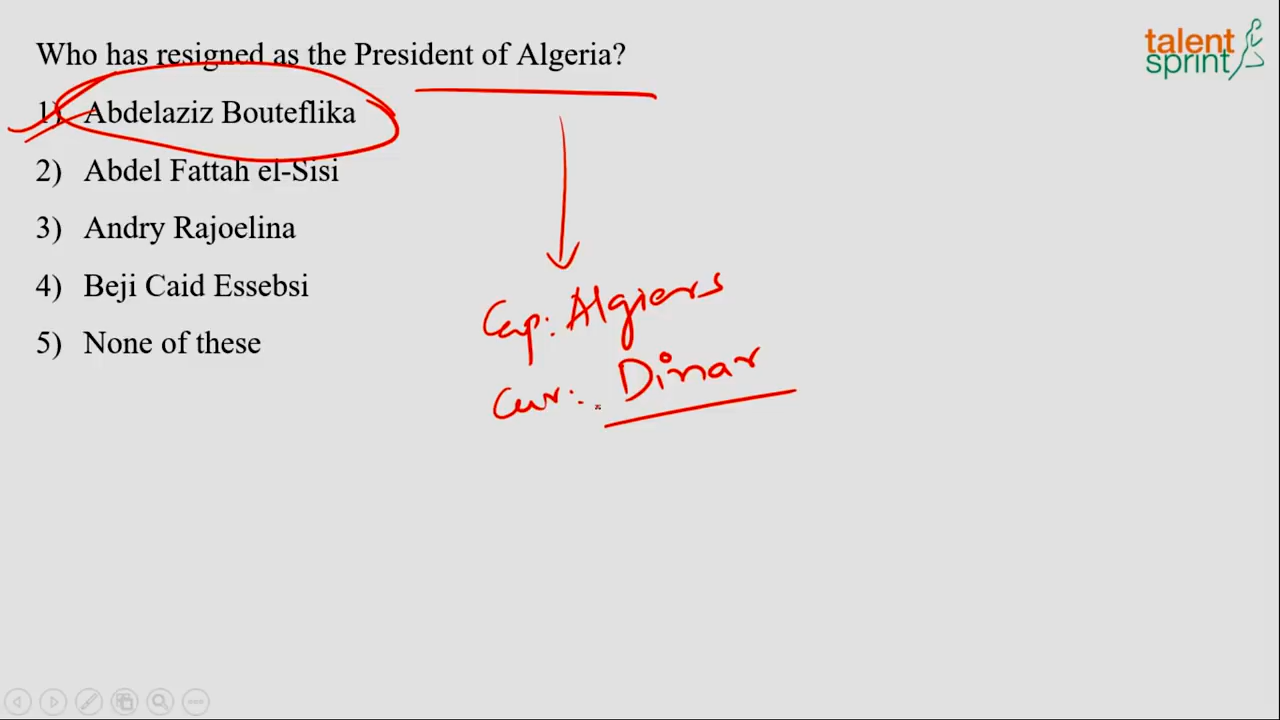 Who has resigned as the President of Algeria?
1) Abdelaziz Bouteflika
2) Abdel Fattah el-Sisi
3) Andry Rajoelina
4) Beji Caid Essebsi
5) None of these
Cap: Algiers
Cur: Dinar
talent
sprint